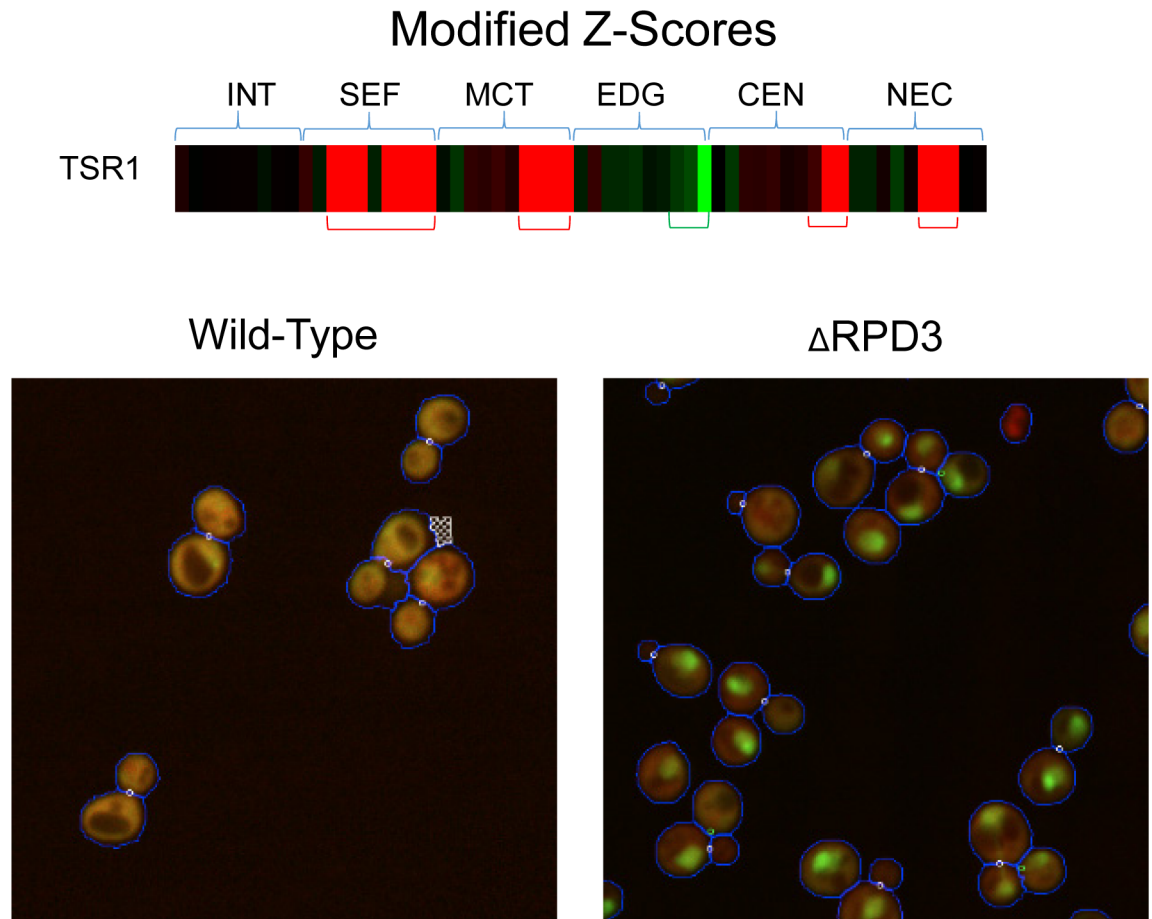 Modified Z-Scores
INT SEF MCT EDG CEN NEC
TSR1
Wild-Type ΔRPD3